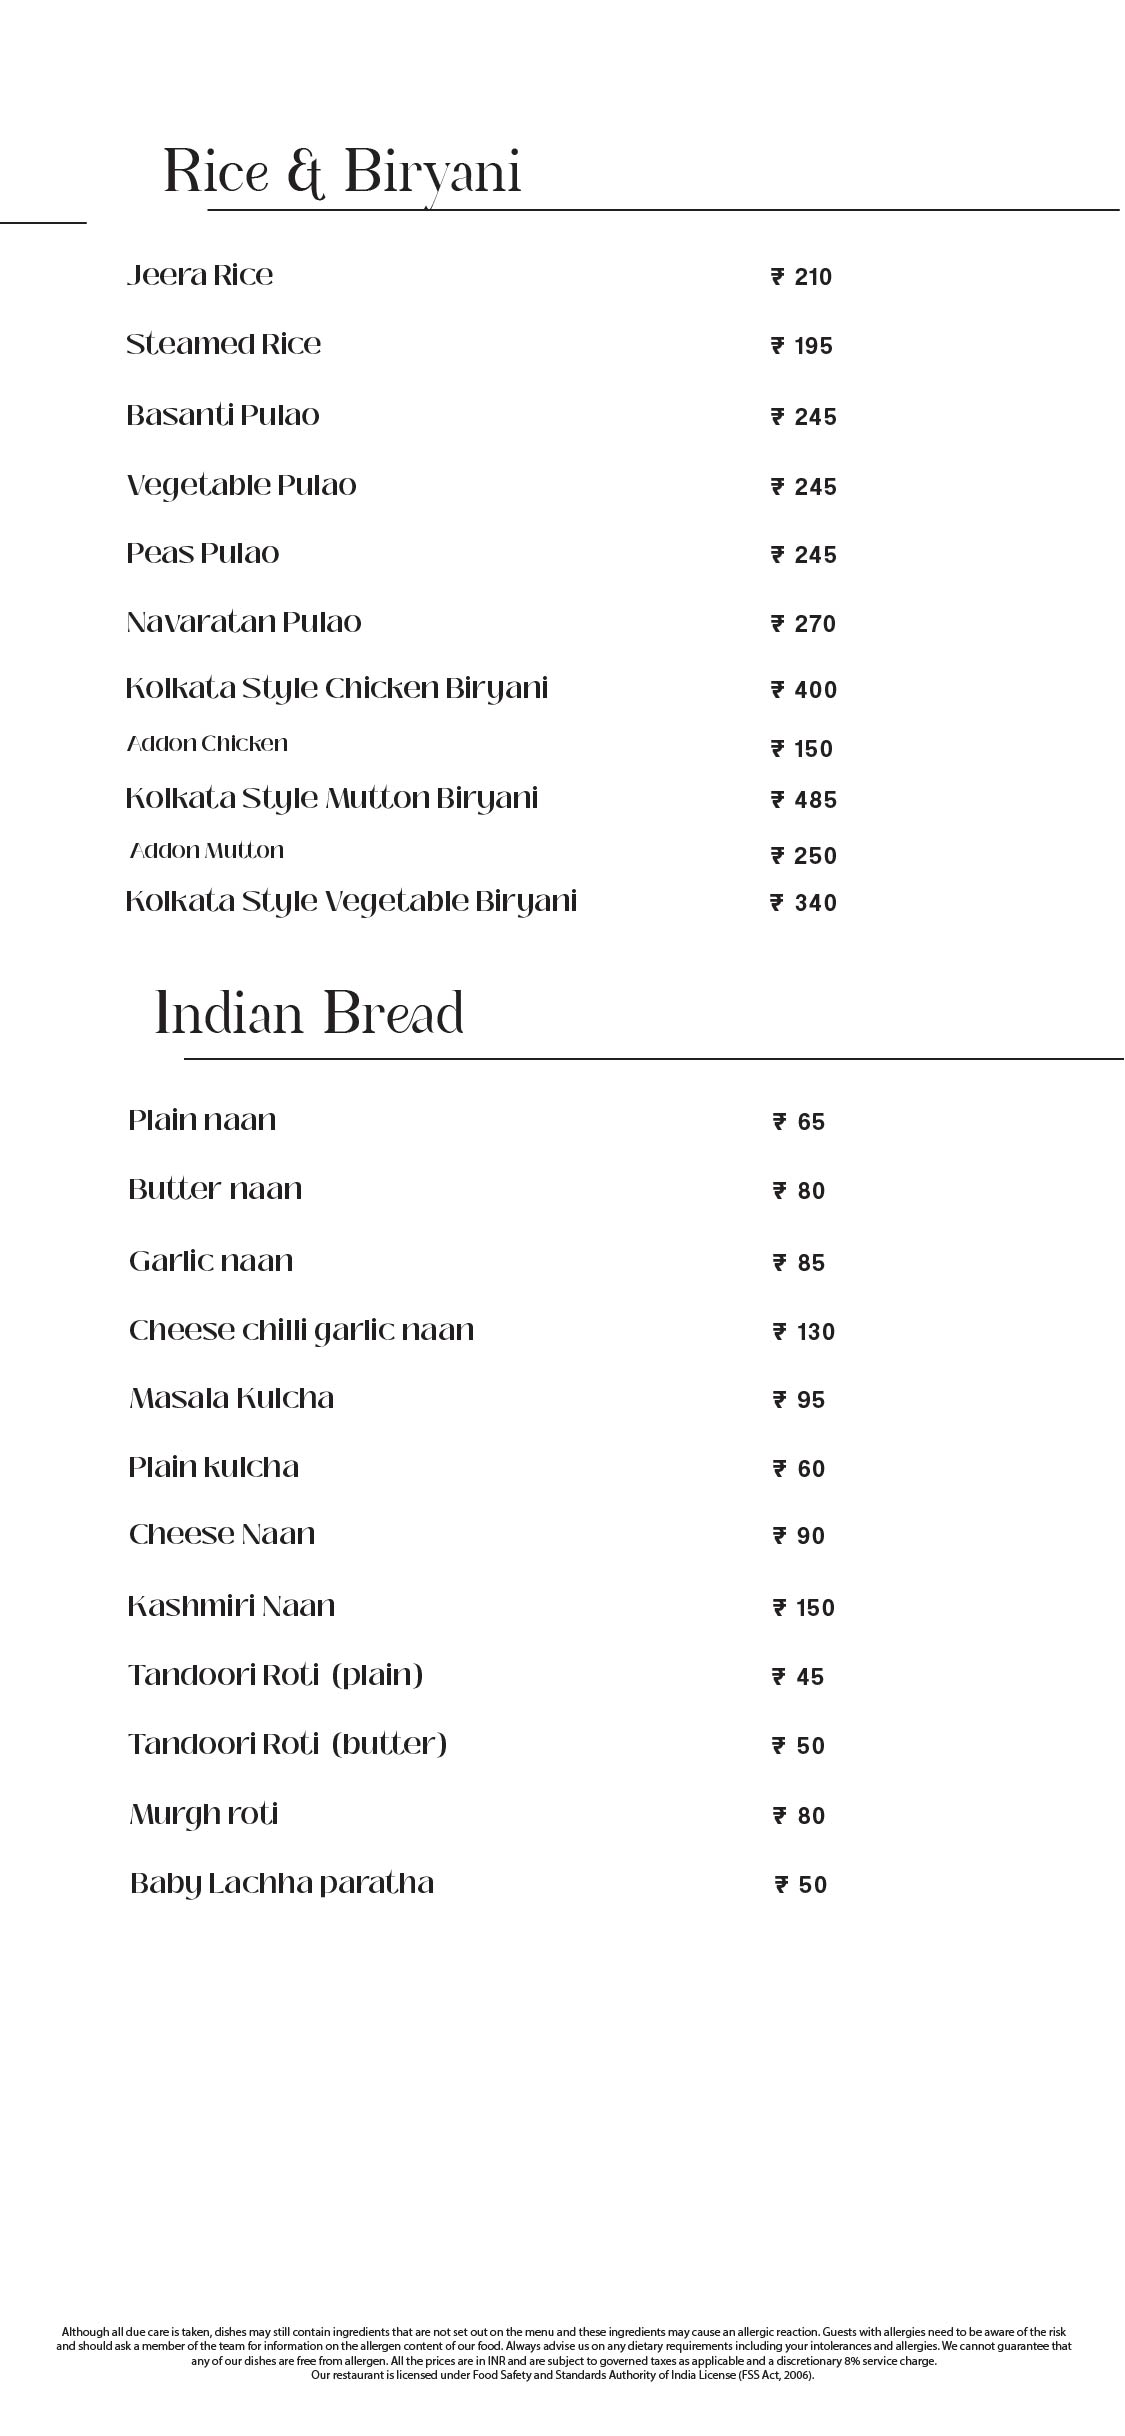 Rice & Biryani
Jeera Rice ₹ 210
Steamed Rice ₹ 195
Basanti Pulao ₹ 245
Vegetable Pulao ₹ 245
Peas Pulao ₹ 245
Navaratan Pulao ₹ 270
Kolkata Style Chicken Biryani ₹ 400
Addon Chicken ₹ 150
Kolkata Style Mutton Biryani ₹ 485
Addon Mutton ₹ 250
Kolkata Style Vegetable Biryani ₹ 340
Indian Bread
Plain naan ₹ 65
Butter naan ₹ 80
Garlic naan ₹ 85
Cheese chilli garlic naan ₹ 130
Masala Kulcha ₹ 95
Plain kulcha ₹ 60
Cheese Naan ₹ 90
Kashmiri Naan ₹ 150
Tandoori Roti (plain) ₹ 45
Tandoori Roti (butter) ₹ 50
Murgh roti ₹ 80
Baby Lachha paratha ₹ 50
Although all due care is taken, dishes may still contain ingredients that are not set out on the menu and these ingredients may cause an allergic reaction. Guests with allergies need to be aware of the risk
and should ask a member of the team for information on the allergen content of our food. Always advise us on any dietary requirements including your intolerances and allergies. We cannot guarantee that
any of our dishes are free from allergen. All the prices are in INR and are subject to governed taxes as applicable and a discretionary 8% service charge.
Our restaurant is licensed under Food Safety and Standards Authority of India License (FSS Act, 2006).